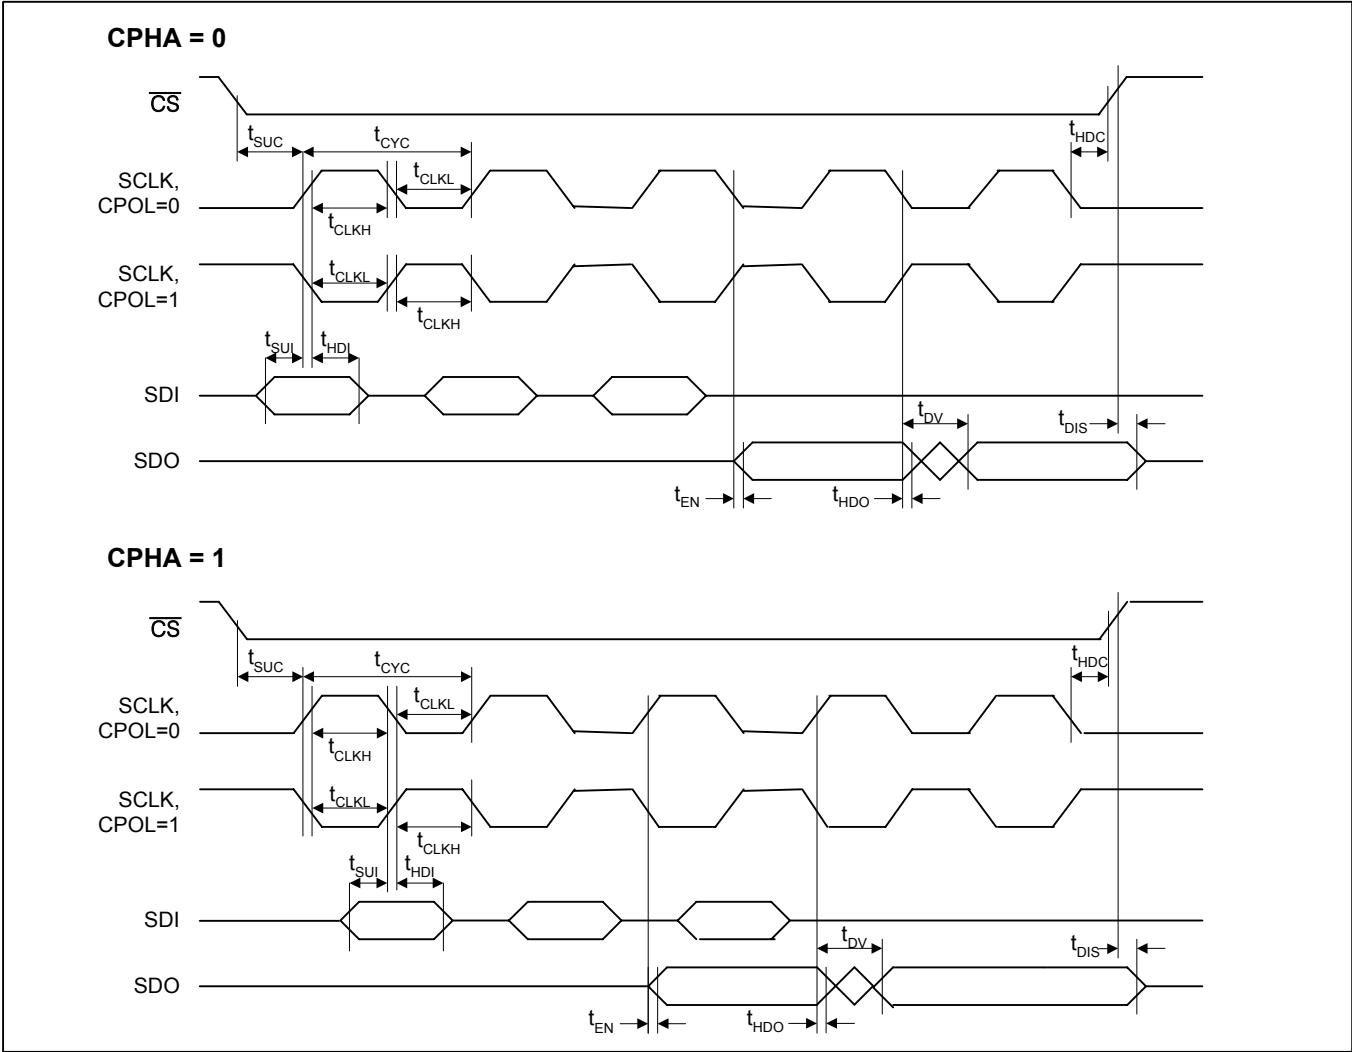 CPHA = 0
CS
tSUC
tCYC
tHDC
SCLK,
CPOL=0
tCLKL
tCLKH
SCLK,
CPOL=1
tCLKL
tCLKH
tSUI
tHDI
SDI
tDV
tDIS
SDO
tEN
tHDO
CPHA = 1
CS
tSUC
tCYC
tHDC
SCLK,
CPOL=0
tCLKL
tCLKH
SCLK,
CPOL=1
tCLKL
tCLKH
tSUI
tHDI
SDI
tDV
tDIS
SDO
tEN
tHDO